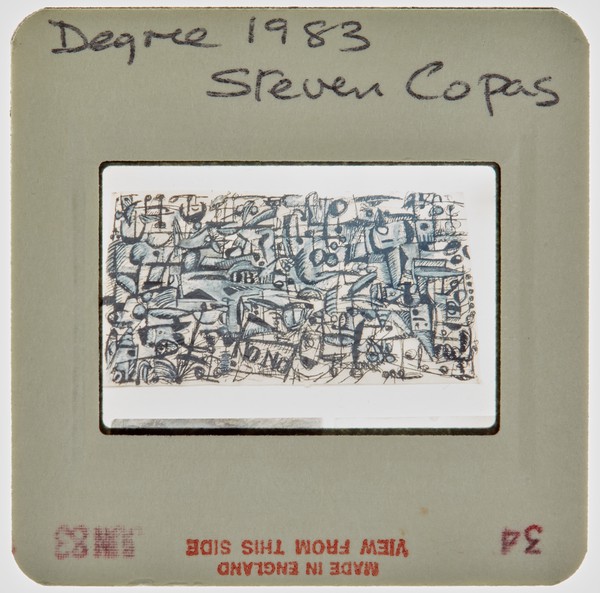 Degree 1983
Steven Copas
34
JUN 83
MADE IN ENGLAND
VIEW FROM THIS SIDE